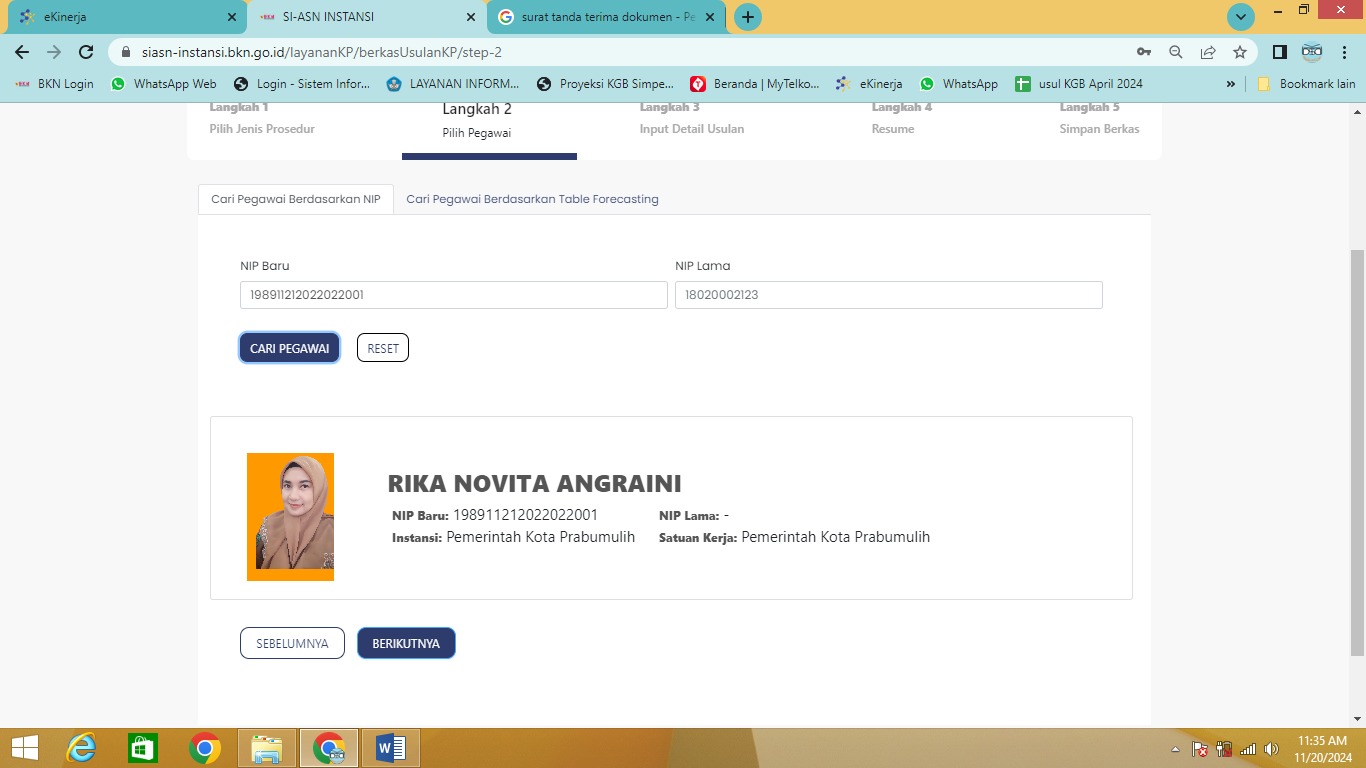 eKinerja
SI-ASN INSTANSI
surat tanda terima dokumen - Pe
siasn-instansi.bkn.go.id/layananKP/berkasUsulanKP/step-2
BKN Login
WhatsApp Web
Login - Sistem Infor...
LAYANAN INFORM...
Proyeksi KGB Simpe...
Beranda | MyTelko...
eKinerja
WhatsApp
usul KGB April 2024
»
Bookmark lain
Langkah 1
Pilih Jenis Prosedur
Langkah 2
Pilih Pegawai
Langkah 3
Input Detail Usulan
Langkah 4
Resume
Langkah 5
Simpan Berkas
Cari Pegawai Berdasarkan NIP
Cari Pegawai Berdasarkan Table Forecasting
NIP Baru
NIP Lama
198911212022022001
18020002123
CARI PEGAWAI
RESET
RIKA NOVITA ANGRAINI
NIP Baru: 198911212022022001
NIP Lama: -
Instansi: Pemerintah Kota Prabumulih
Satuan Kerja: Pemerintah Kota Prabumulih
SEBELUMNYA
BERIKUTNYA
11:35 AM
11/20/2024